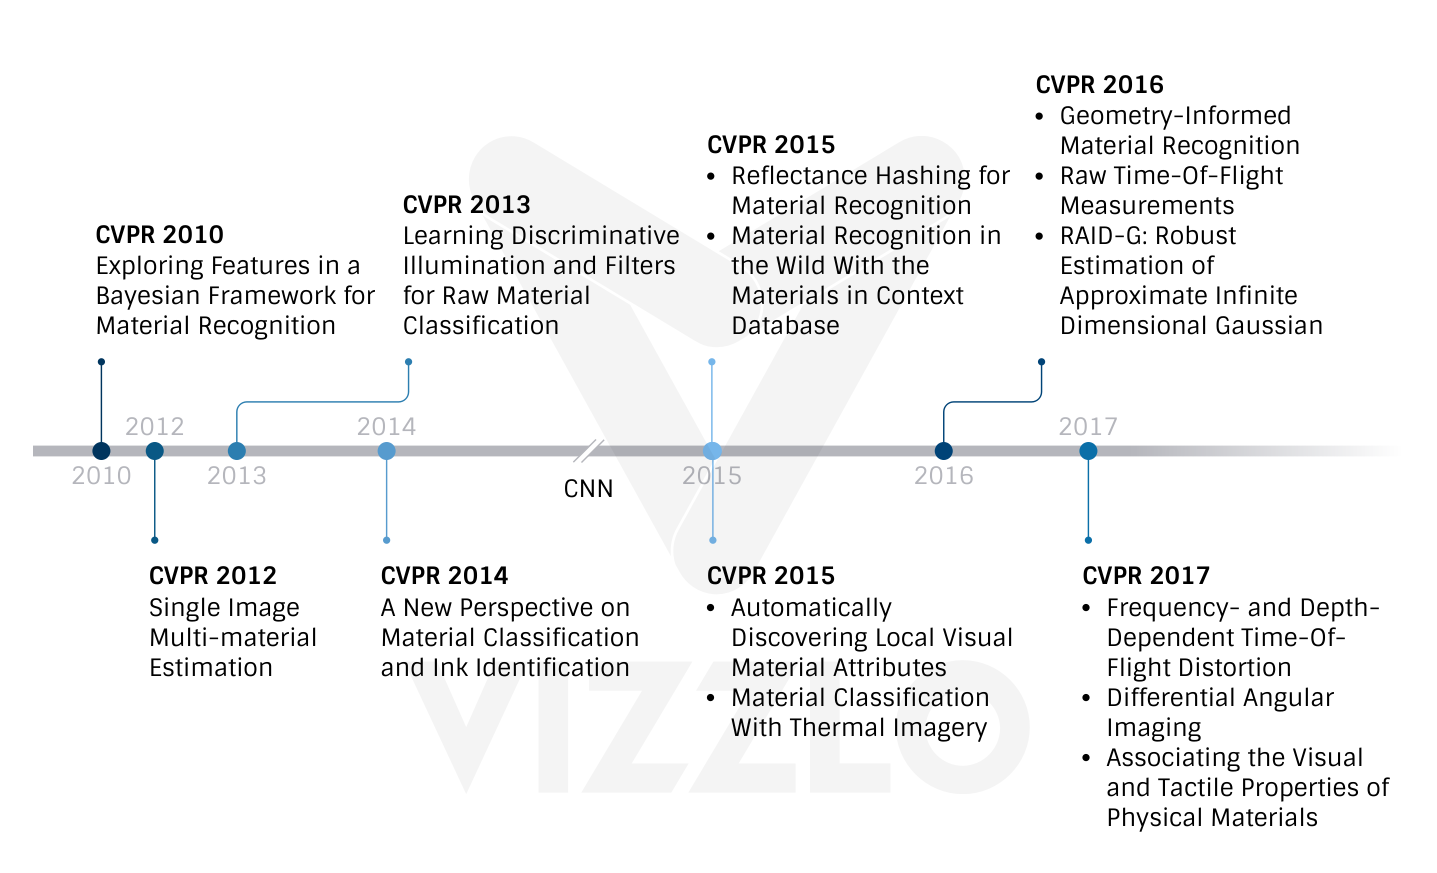 CVPR 2010
Exploring Features in a
Bayesian Framework for
Material Recognition
CVPR 2013
Learning Discriminative
Illumination and Filters
for Raw Material
Classification
CVPR 2015
• Reflectance Hashing for
Material Recognition
• Material Recognition in
the Wild With the
Materials in Context
Database
CVPR 2016
• Geometry-Informed
Material Recognition
• Raw Time-Of-Flight
Measurements
• RAID-G: Robust
Estimation of
Approximate Infinite
Dimensional Gaussian
2012
2014
2017
2010
2013
CNN
2015
2016
CVPR 2012
Single Image
Multi-material
Estimation
CVPR 2014
A New Perspective on
Material Classification
and Ink Identification
CVPR 2015
• Automatically
Discovering Local Visual
Material Attributes
• Material Classification
With Thermal Imagery
CVPR 2017
• Frequency- and Depth-
Dependent Time-Of-
Flight Distortion
• Differential Angular
Imaging
• Associating the Visual
and Tactile Properties of
Physical Materials
VIZZLO